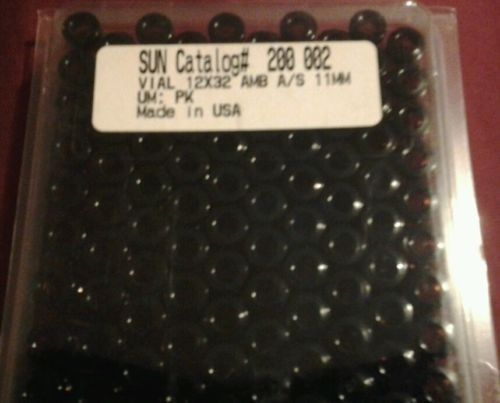 SUN Catalog# 200 002
VIAL 12X32 AMB A/S 11MM
UM: PK
Made in USA